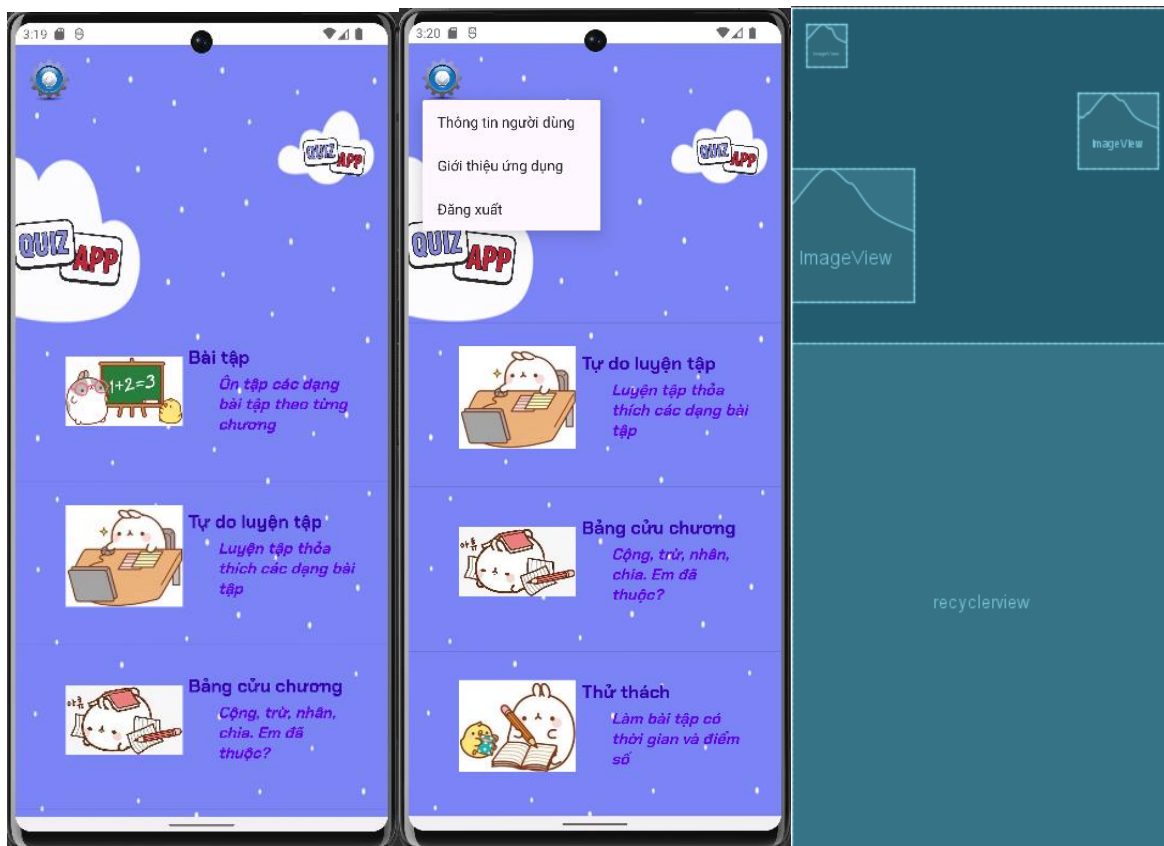 3:19
QUIZ APP
QUIZ APP
Bài tập
Ôn tập các dạng
bài tập theo từng
chương
1+2=3
Tự do luyện tập
Luyện tập thỏa
thích các dạng bài
tập
Bảng cửu chương
Cộng, trừ, nhân,
chia. Em đã
thuộc?
3:20
Thông tin người dùng
Giới thiệu ứng dụng
Đăng xuất
QUIZ APP
QUIZ APP
Tự do luyện tập
Luyện tập thỏa
thích các dạng bài
tập
Bảng cửu chương
Cộng, trừ, nhân,
chia. Em đã
thuộc?
Thử thách
Làm bài tập có
thời gian và điểm
số
ImageView
ImageView
ImageView
recyclerview